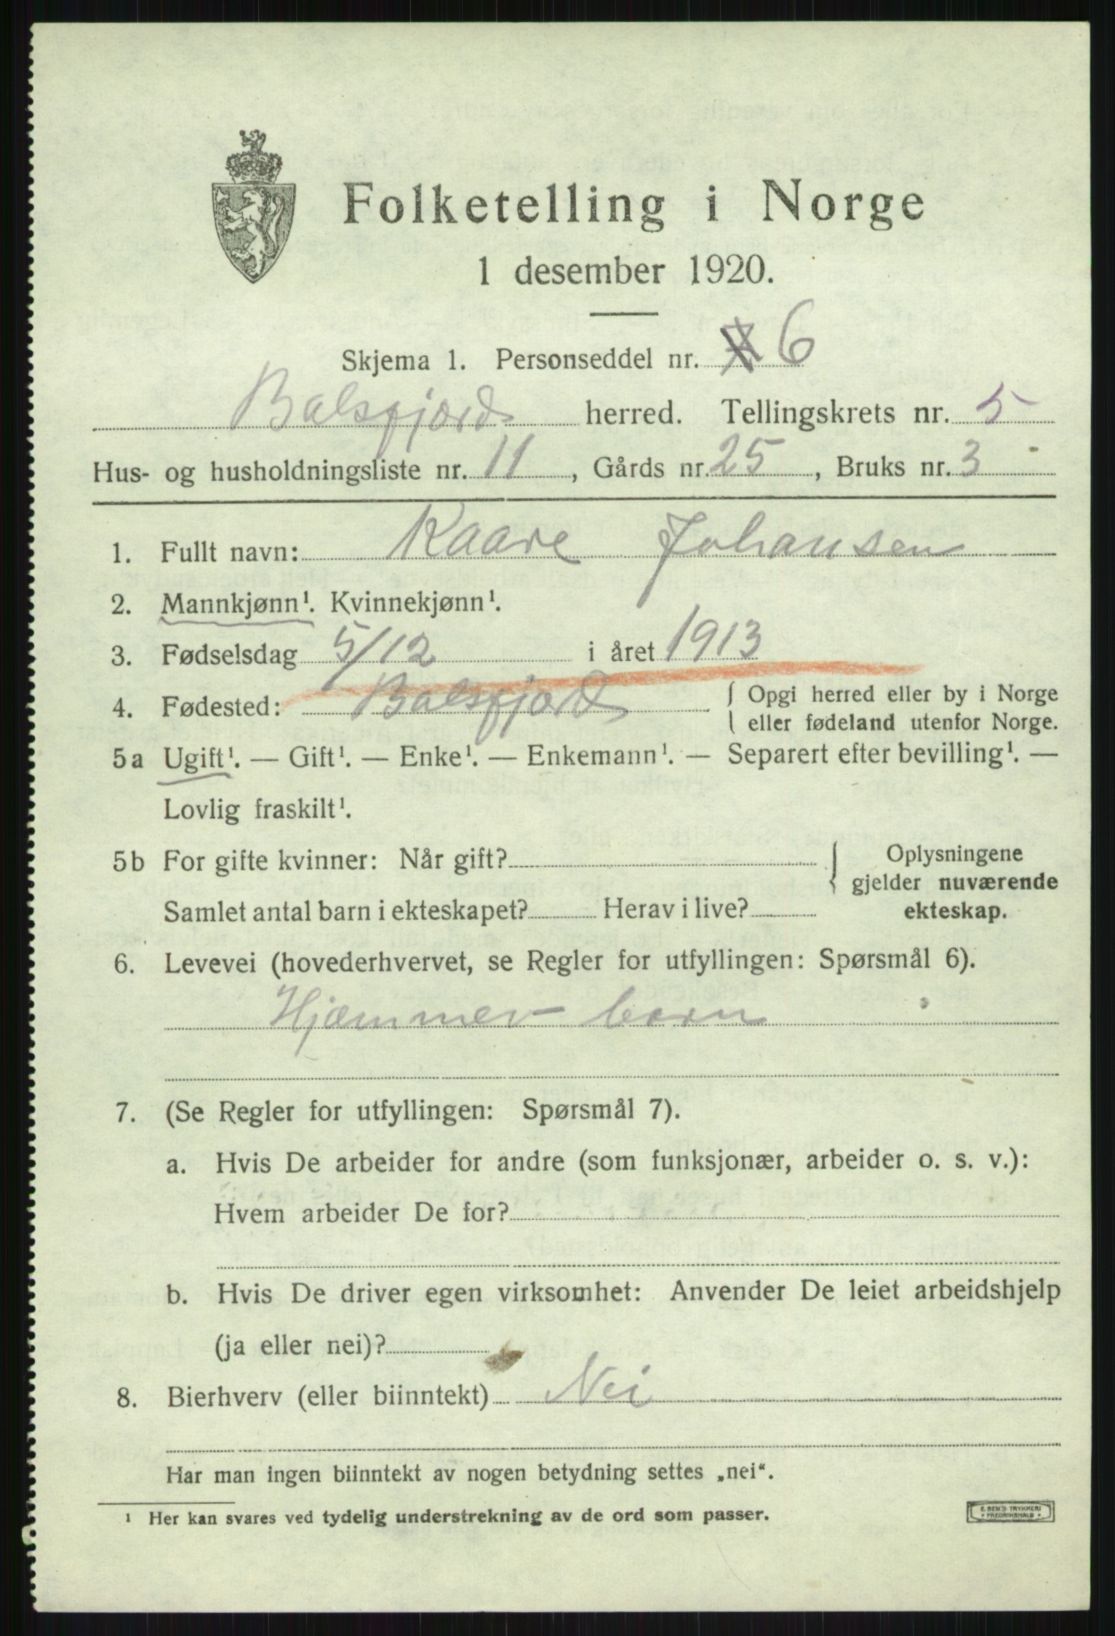 Folketelling i Norge
1 desember 1920.
Skjema 1. Personseddel nr. 6
Balsfjord herred. Tellingskrets nr. 5
Hus- og husholdningsliste nr. 11, Gårds nr. 25, Bruks nr. 3
1. Fullt navn: Kaare Johansen
2. Mannkjønn¹. Kvinnekjønn¹.
3. Fødselsdag 5/12 i året 1913
4. Fødested: Balsfjord { Opgi herred eller by i Norge
eller fødeland utenfor Norge.
5a Ugift¹. — Gift¹. — Enke¹. — Enkemann¹. — Separert efter bevilling¹. —
Lovlig fraskilt¹.
5b For gifte kvinner: Når gift?
Samlet antal barn i ekteskapet? Herav i live?
{ Oplysningene
gjelder nuværende
ekteskap.
6. Levevei (hovederhvervet, se Regler for utfyllingen: Spørsmål 6).
Hjæmmev barn
7. (Se Regler for utfyllingen: Spørsmål 7).
a. Hvis De arbeider for andre (som funksjonær, arbeider o. s. v.):
Hvem arbeider De for?
b. Hvis De driver egen virksomhet: Anvender De leiet arbeidshjelp
(ja eller nei)?
8. Bierhverv (eller biinntekt) Nei
Har man ingen biinntekt av nogen betydning settes „nei“.
¹ Her kan svares ved tydelig understrekning av de ord som passer.
E. SEM'S TRYKKERI
* FREDRIKSHALD *